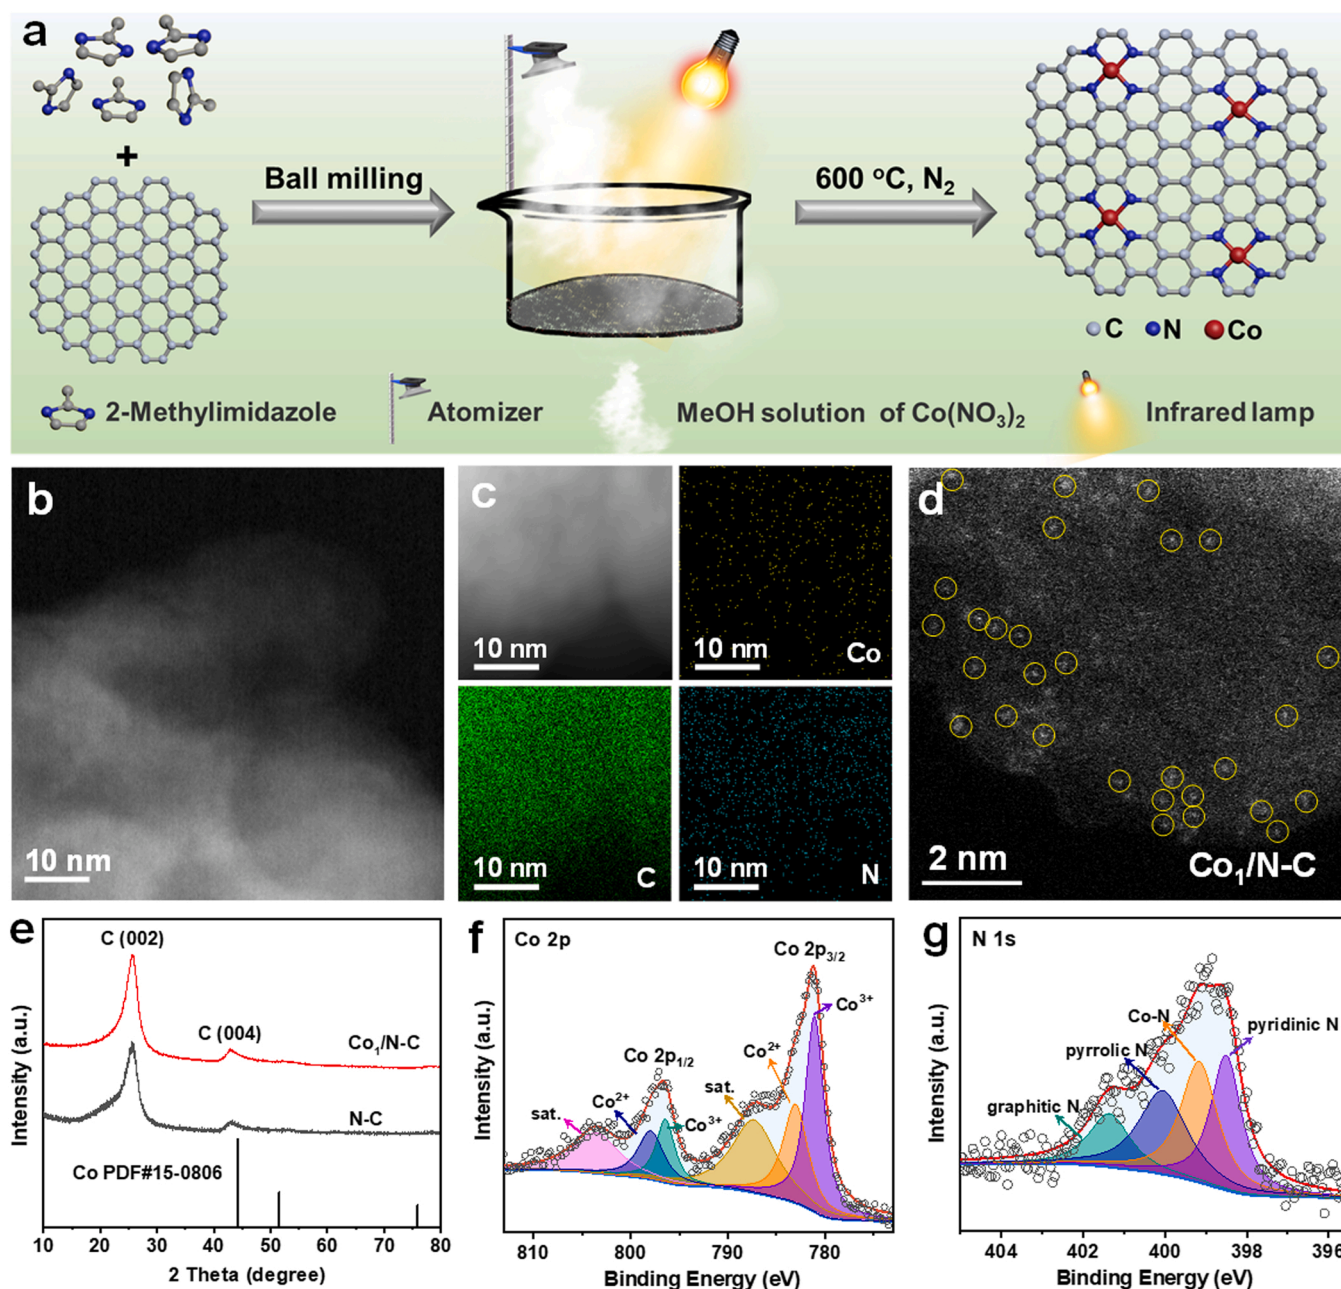 a
+
Ball milling
600 °C, N₂
C N Co
2-Methylimidazole
Atomizer
MeOH solution of Co(NO₃)₂
Infrared lamp
b
10 nm
C
10 nm
10 nm
Co
10 nm
C
10 nm
N
d
2 nm
Co₁/N-C
e
C (002)
C (004)
Co₁/N-C
N-C
Co PDF#15-0806
Intensity (a.u.)
10 20 30 40 50 60 70 80
2 Theta (degree)
f
Co 2p
Co 2p₃/₂
Co³⁺
Co²⁺
sat.
Co 2p₁/₂
Co²⁺
Co³⁺
sat.
Intensity (a.u.)
810 800 790 780
Binding Energy (eV)
g
N 1s
Co-N
pyridinic N
pyrrolic N
graphitic N
Intensity (a.u.)
404 402 400 398 396
Binding Energy (eV)